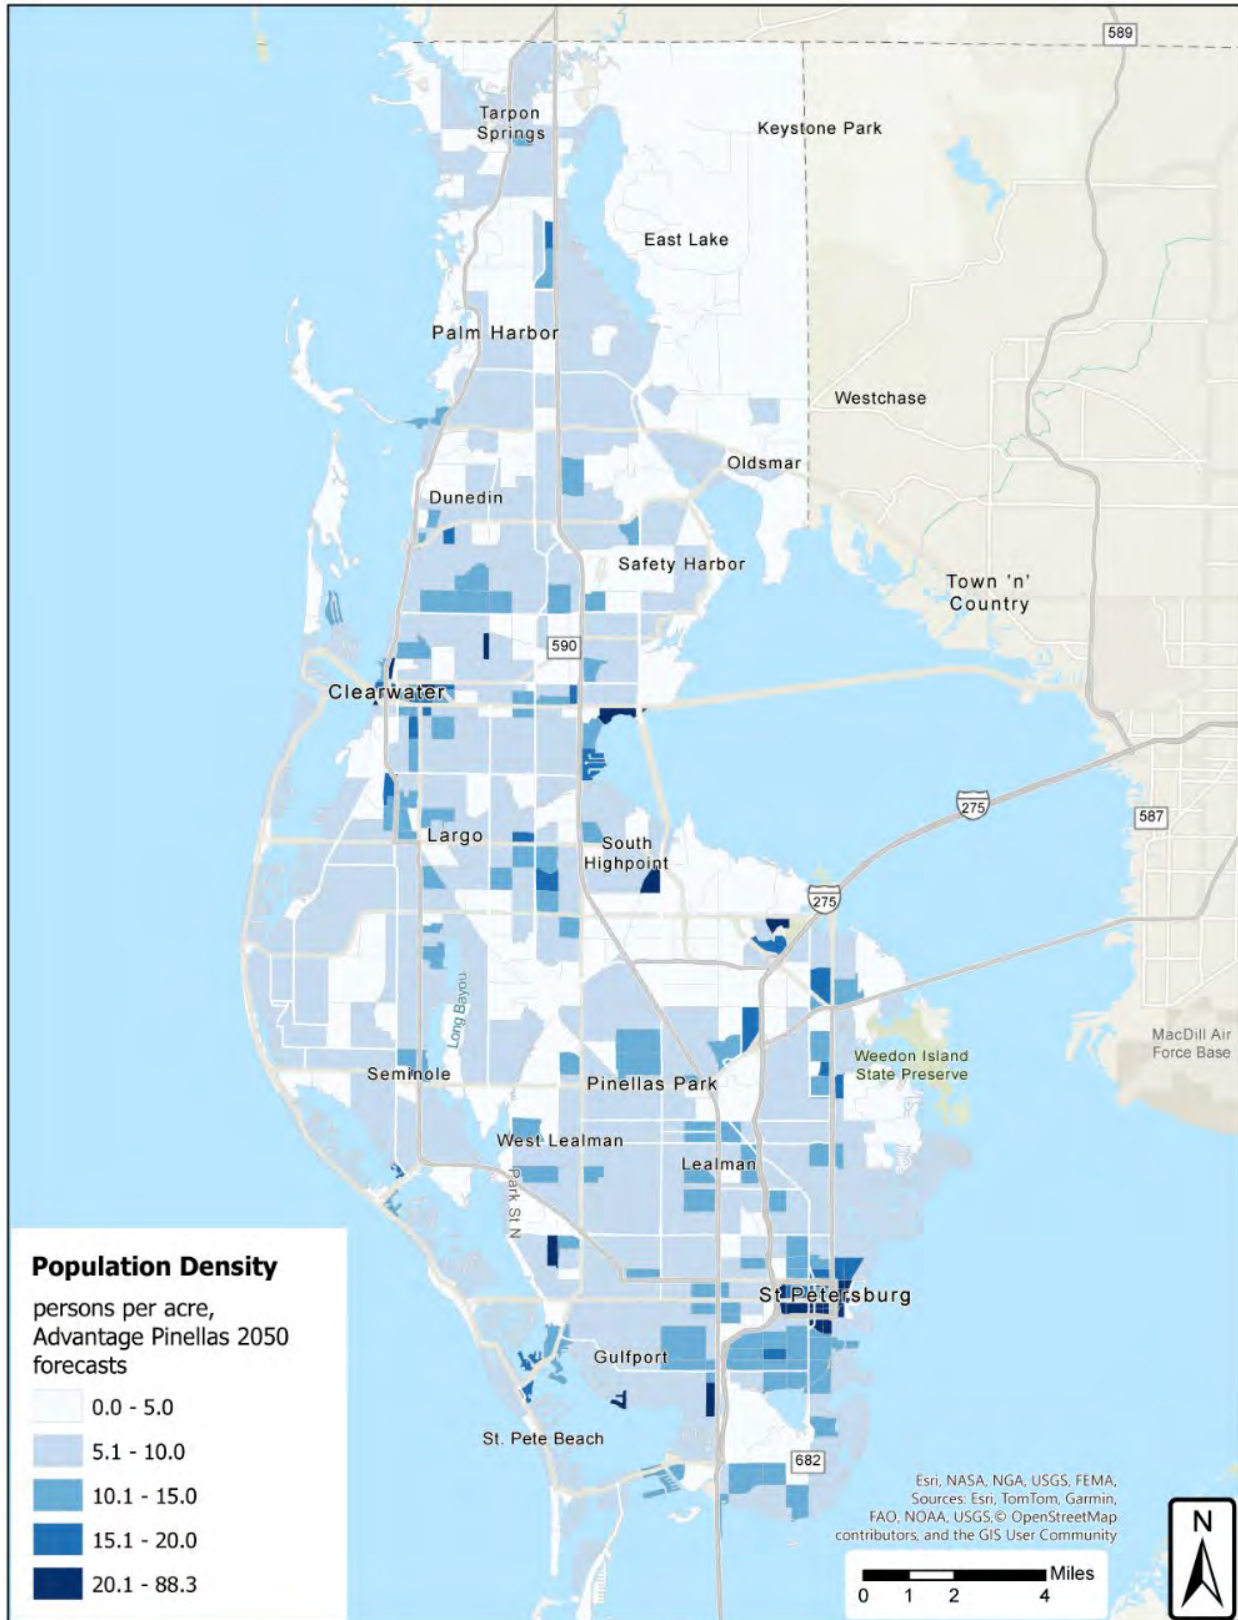 589
Tarpon
Springs
Keystone Park
East Lake
Palm Harbor
Westchase
Oldsmar
Dunedin
Safety Harbor
Town 'n'
Country
590
Clearwater
275
587
Largo
South
Highpoint
275
Long Bayou
MacDill Air
Force Base
Weedon Island
State Preserve
Seminole
Pinellas Park
West Lealman
Lealman
Park St N
St Petersburg
Gulfport
St. Pete Beach
682
Population Density
persons per acre,
Advantage Pinellas 2050
forecasts
0.0 - 5.0
5.1 - 10.0
10.1 - 15.0
15.1 - 20.0
20.1 - 88.3
Esri, NASA, NGA, USGS, FEMA,
Sources: Esri, TomTom, Garmin,
FAO, NOAA, USGS,© OpenStreetMap
contributors, and the GIS User Community
Miles
0 1 2 4
N